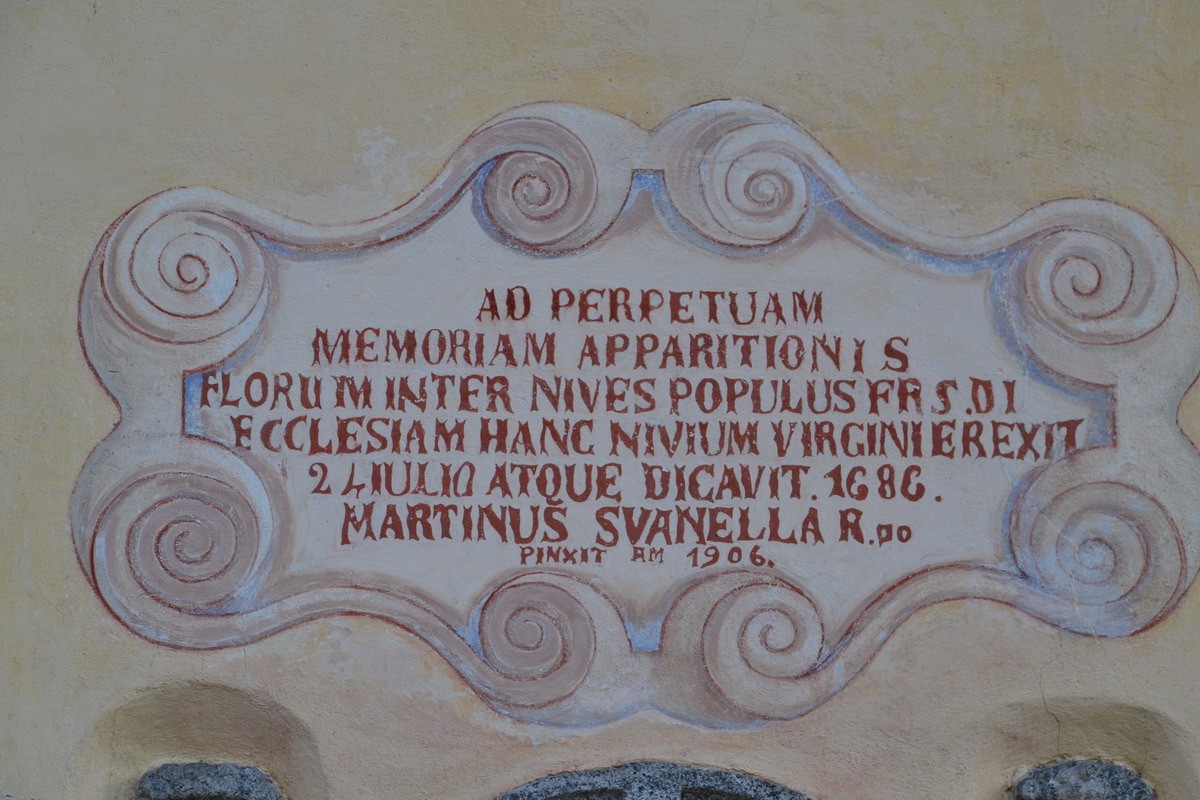 AD PERPETUAM
MEMORIAM APPARITIONIS
FLORUM INTER NIVES POPULUS FRS.DI
ECCLESIAM HANC NIVIUM VIRGINI EREXIT
24 IULIO ATQUE DICAVIT. 1686.
MARTINUS SVANELLA R.po
PINXIT AM 1906.